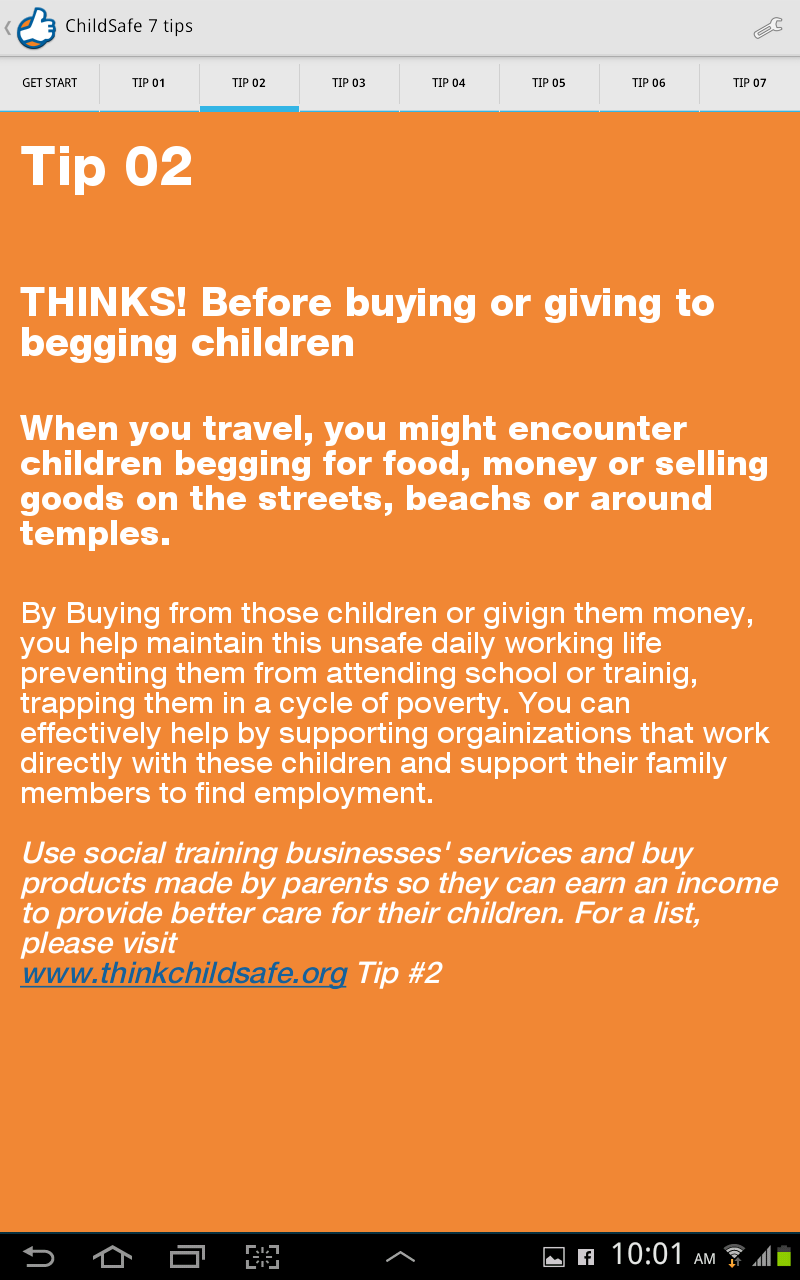 ChildSafe 7 tips
GET START TIP 01 TIP 02 TIP 03 TIP 04 TIP 05 TIP 06 TIP 07
Tip 02
THINKS! Before buying or giving to
begging children
When you travel, you might encounter
children begging for food, money or selling
goods on the streets, beachs or around
temples.
By Buying from those children or givign them money,
you help maintain this unsafe daily working life
preventing them from attending school or trainig,
trapping them in a cycle of poverty. You can
effectively help by supporting orgainizations that work
directly with these children and support their family
members to find employment.
Use social training businesses' services and buy
products made by parents so they can earn an income
to provide better care for their children. For a list,
please visit
www.thinkchildsafe.org Tip #2
10:01 AM